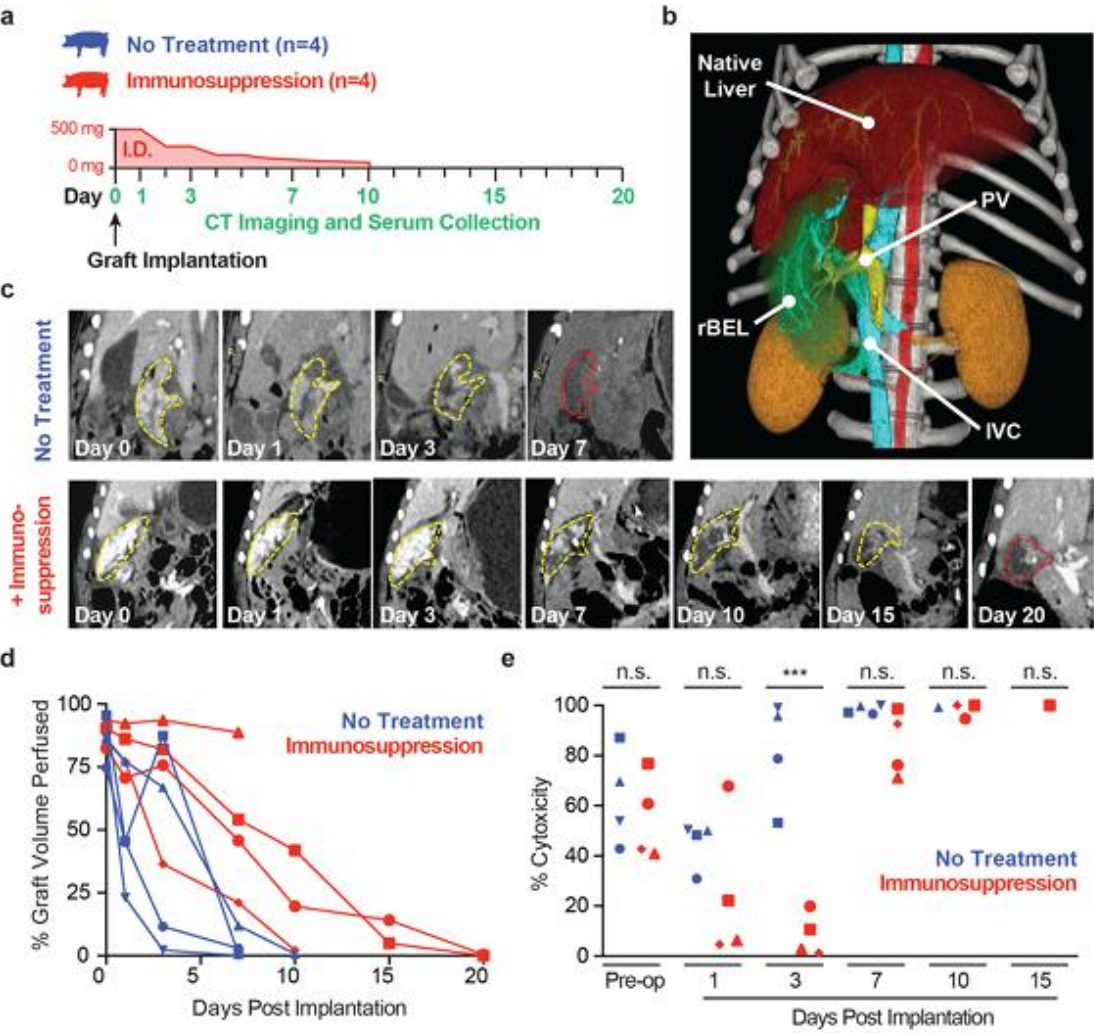 a
No Treatment (n=4)
Immunosuppression (n=4)
500 mg
I.D.
0 mg
Day 0 1 3 7 10 15 20
CT Imaging and Serum Collection
Graft Implantation
b
Native
Liver
PV
rBEL
IVC
c
No Treatment
Day 0 Day 1 Day 3 Day 7
+ Immuno-
suppression
Day 0 Day 1 Day 3 Day 7 Day 10 Day 15 Day 20
d
% Graft Volume Perfused
100
75
50
25
0
No Treatment
Immunosuppression
0 5 10 15 20
Days Post Implantation
e
n.s. n.s. *** n.s. n.s. n.s.
% Cytoxicity
100
80
60
40
20
0
No Treatment
Immunosuppression
Pre-op 1 3 7 10 15
Days Post Implantation